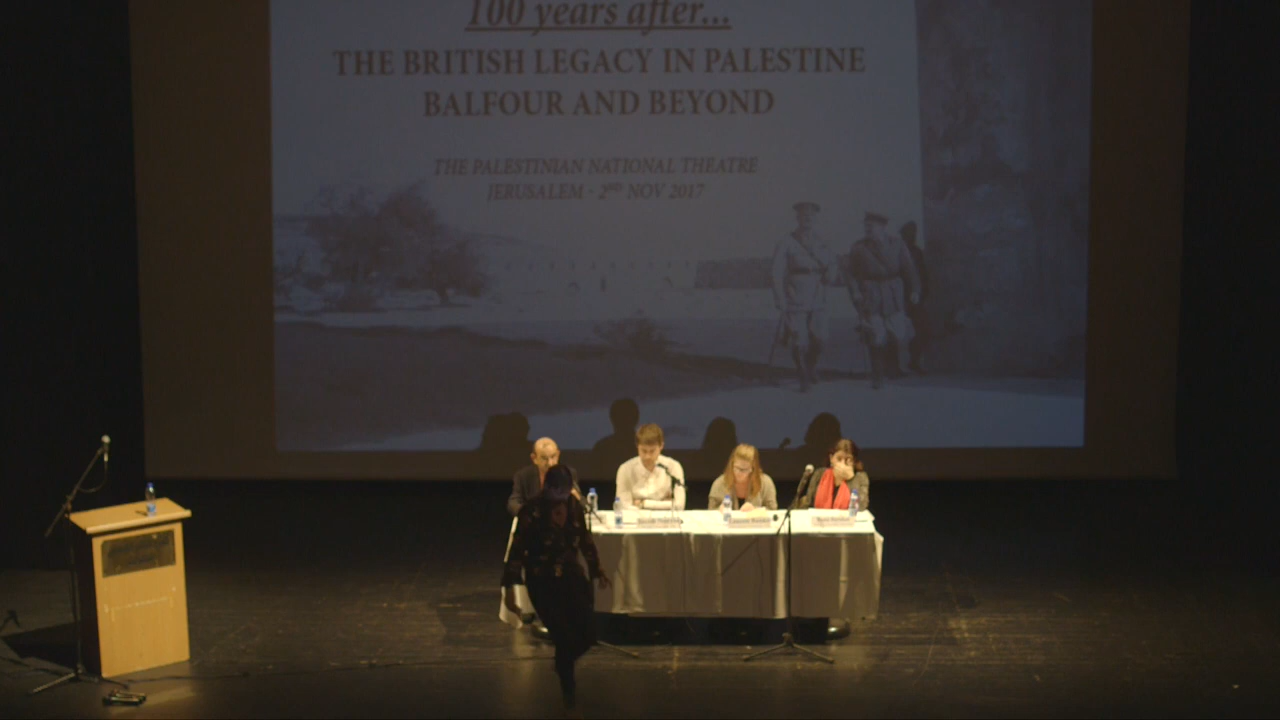 100 years after...
THE BRITISH LEGACY IN PALESTINE
BALFOUR AND BEYOND
THE PALESTINIAN NATIONAL THEATRE
JERUSALEM - 2ND NOV 2017